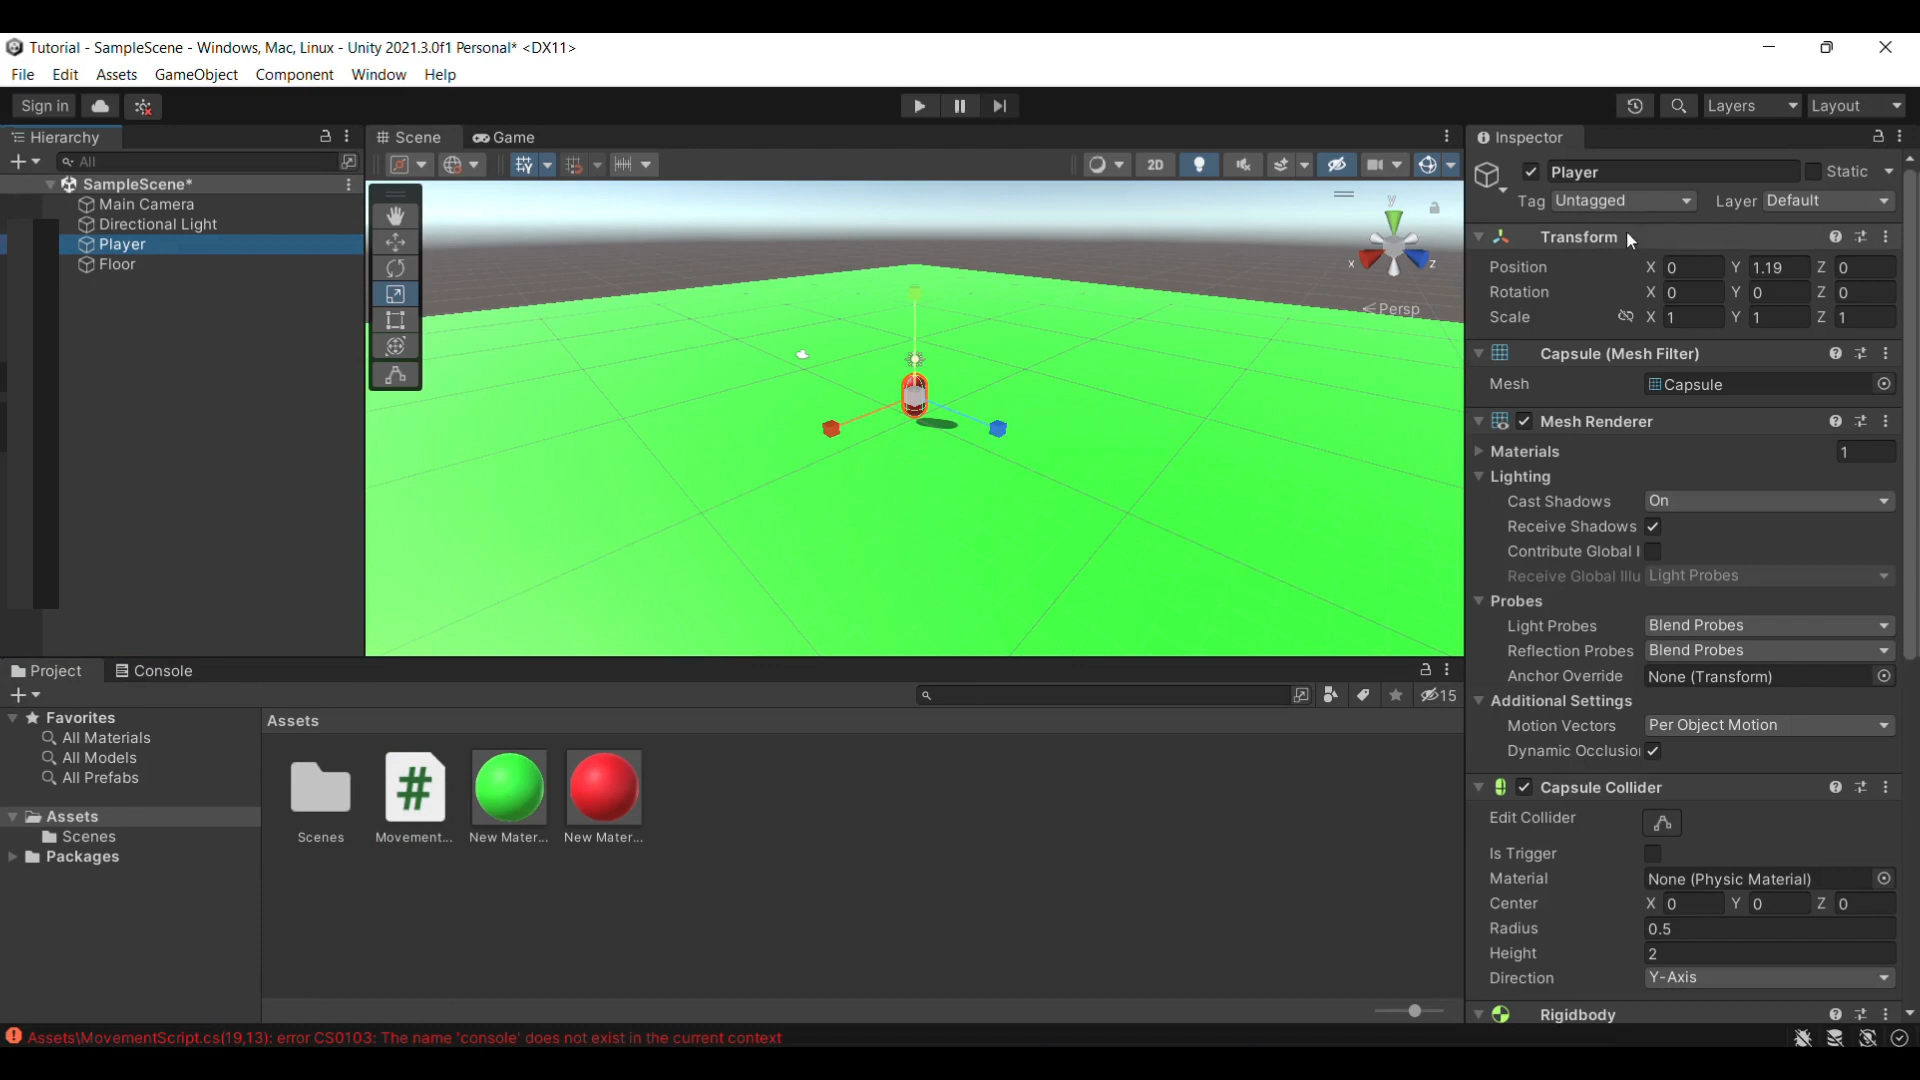 Tutorial - SampleScene - Windows, Mac, Linux - Unity 2021.3.0f1 Personal* <DX11>
File Edit Assets GameObject Component Window Help
Sign in Layers Layout
Hierarchy
All
SampleScene*
Main Camera
Directional Light
Player
Floor
Scene Game
2D
y
x z
Persp
Inspector
Player Static
Tag Untagged Layer Default
Transform
Position X 0 Y 1.19 Z 0
Rotation X 0 Y 0 Z 0
Scale X 1 Y 1 Z 1
Capsule (Mesh Filter)
Mesh Capsule
Mesh Renderer
Materials 1
Lighting
Cast Shadows On
Receive Shadows
Contribute Global I
Receive Global Illu Light Probes
Probes
Light Probes Blend Probes
Reflection Probes Blend Probes
Anchor Override None (Transform)
Additional Settings
Motion Vectors Per Object Motion
Dynamic Occlusion
Capsule Collider
Edit Collider
Is Trigger
Material None (Physic Material)
Center X 0 Y 0 Z 0
Radius 0.5
Height 2
Direction Y-Axis
Rigidbody
Project Console
15
Favorites
All Materials
All Models
All Prefabs
Assets
Scenes
Packages
Assets
#
Scenes Movement... New Mater... New Mater...
Assets\MovementScript.cs(19,13): error CS0103: The name 'console' does not exist in the current context